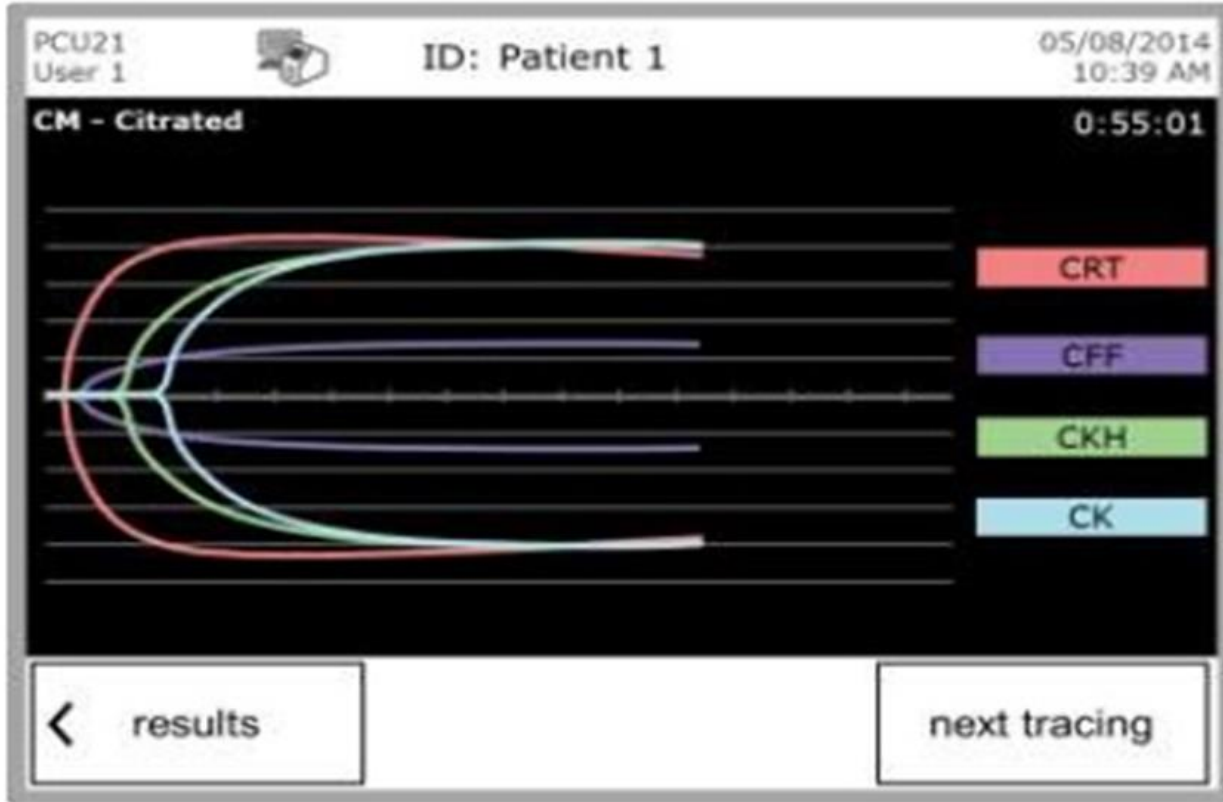 PCU21
User 1
ID: Patient 1
05/08/2014
10:39 AM
CM - Citrated
0:55:01
CRT
CFF
CKH
CK
results
next tracing